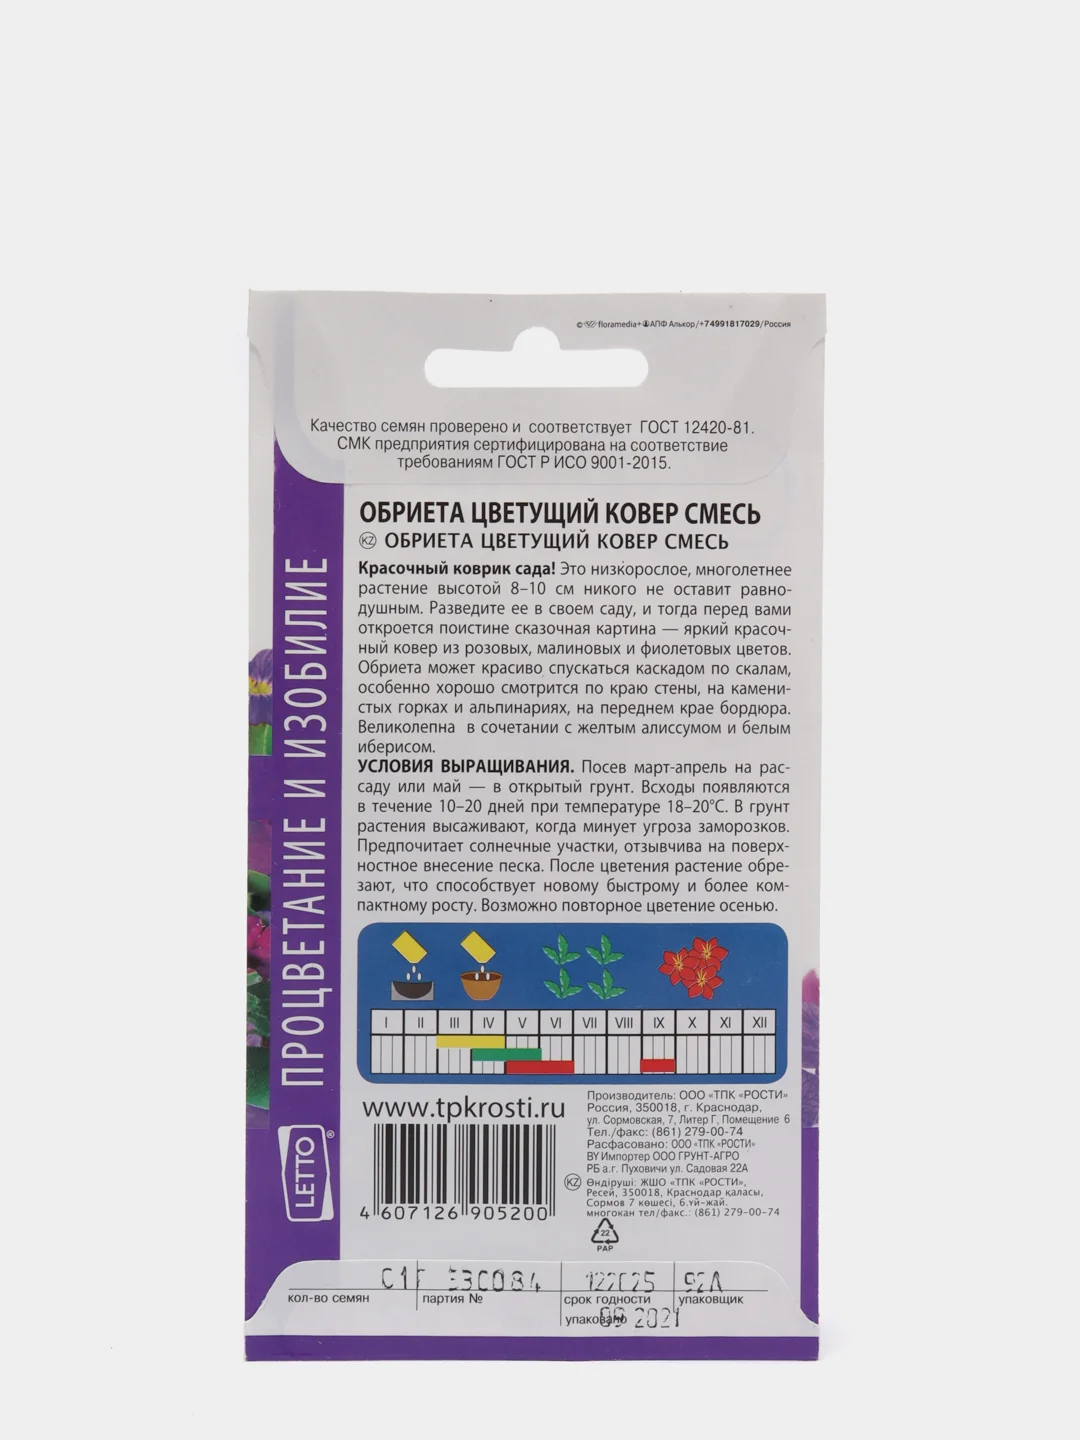 © floramedia+ АПФ Алькор/+74991817029/Россия
Качество семян проверено и соответствует ГОСТ 12420-81.
СМК предприятия сертифицирована на соответствие
требованиям ГОСТ Р ИСО 9001-2015.
ПРОЦВЕТАНИЕ И ИЗОБИЛИЕ
LETTO®
ОБРИЕТА ЦВЕТУЩИЙ КОВЕР СМЕСЬ
KZ ОБРИЕТА ЦВЕТУЩИЙ КОВЕР СМЕСЬ
Красочный коврик сада! Это низкорослое, многолетнее
растение высотой 8–10 см никого не оставит равно-
душным. Разведите ее в своем саду, и тогда перед вами
откроется поистине сказочная картина — яркий красоч-
ный ковер из розовых, малиновых и фиолетовых цветов.
Обриета может красиво спускаться каскадом по скалам,
особенно хорошо смотрится по краю стены, на камени-
стых горках и альпинариях, на переднем крае бордюра.
Великолепна в сочетании с желтым алиссумом и белым
иберисом.
УСЛОВИЯ ВЫРАЩИВАНИЯ. Посев март-апрель на рас-
саду или май — в открытый грунт. Всходы появляются
в течение 10–20 дней при температуре 18–20°С. В грунт
растения высаживают, когда минует угроза заморозков.
Предпочитает солнечные участки, отзывчива на поверх-
ностное внесение песка. После цветения растение обре-
зают, что способствует новому быстрому и более ком-
пактному росту. Возможно повторное цветение осенью.
I II III IV V VI VII VIII IX X XI XII
www.tpkrosti.ru
4 607126 905200
Производитель: ООО «ТПК «РОСТИ»
Россия, 350018, г. Краснодар,
ул. Сормовская, 7, Литер Г, Помещение 6
Тел./факс: (861) 279-00-74
Расфасовано: ООО «ТПК «РОСТИ»
BY Импортер ООО ГРУНТ-АГРО
РБ а.г. Пуховичи ул. Садовая 22А
KZ Өндіруші: ЖШО «ТПК «РОСТИ»,
Ресей, 350018, Краснодар қаласы,
Сормов 7 көшесі, 6.үй-жай.
многокан тел/факс.: (861) 279-00-74
22
PAP
92А
кол-во семян партия № срок годности упаковщик
упаковано 09 2021